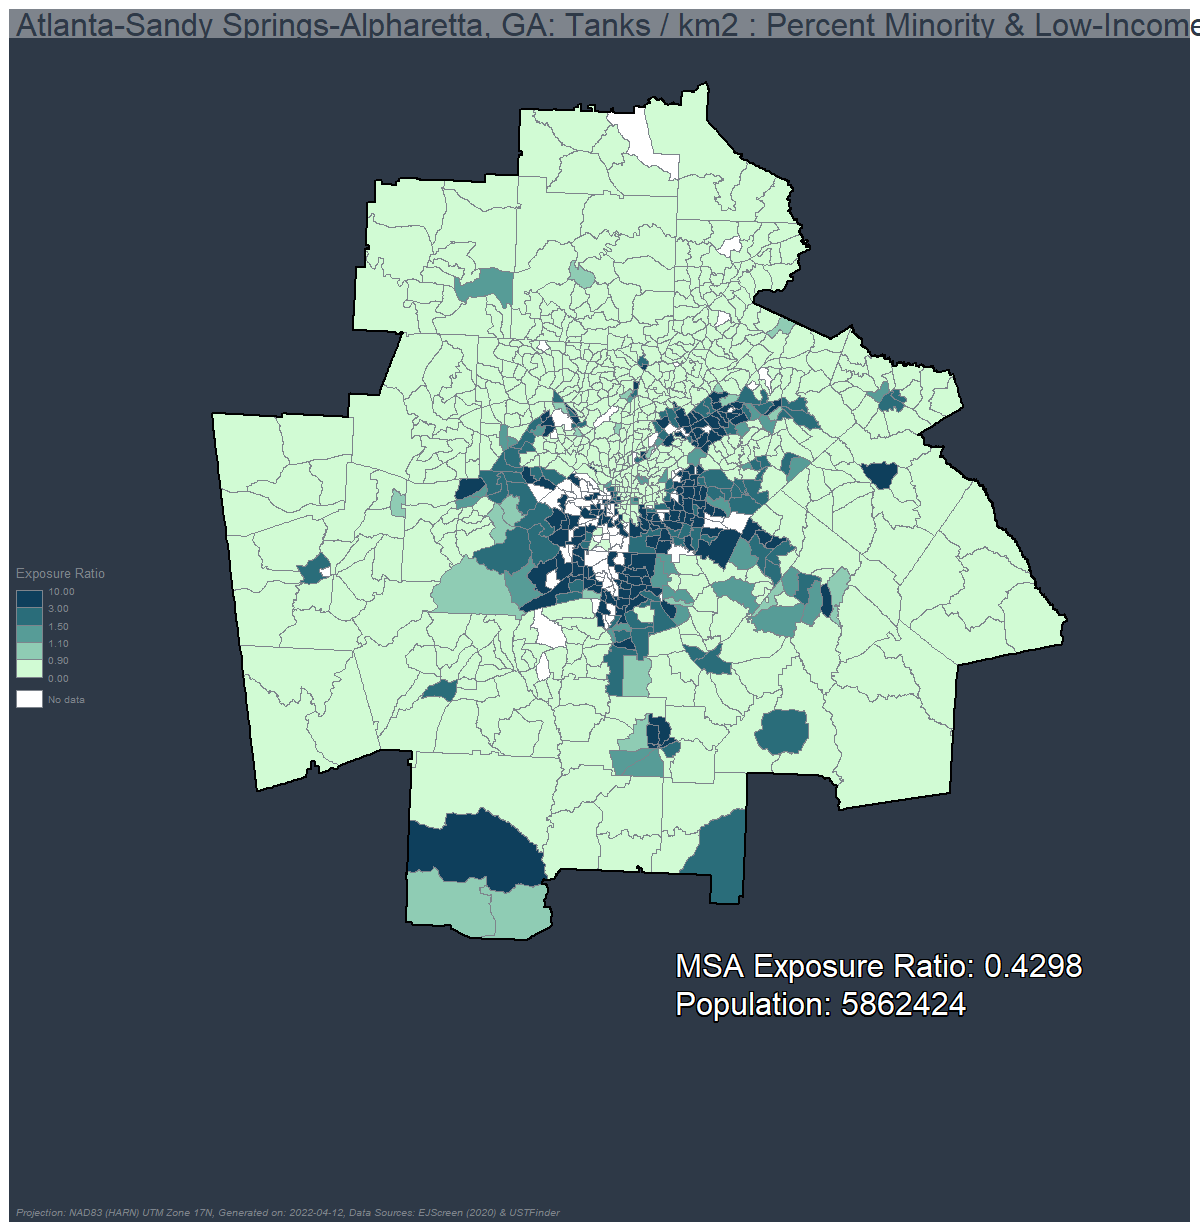 Atlanta-Sandy Springs-Alpharetta, GA: Tanks / km2 : Percent Minority & Low-Income
Exposure Ratio
10.00
3.00
1.50
1.10
0.90
0.00
No data
MSA Exposure Ratio: 0.4298
Population: 5862424
Projection: NAD83 (HARN) UTM Zone 17N, Generated on: 2022-04-12, Data Sources: EJScreen (2020) & USTFinder